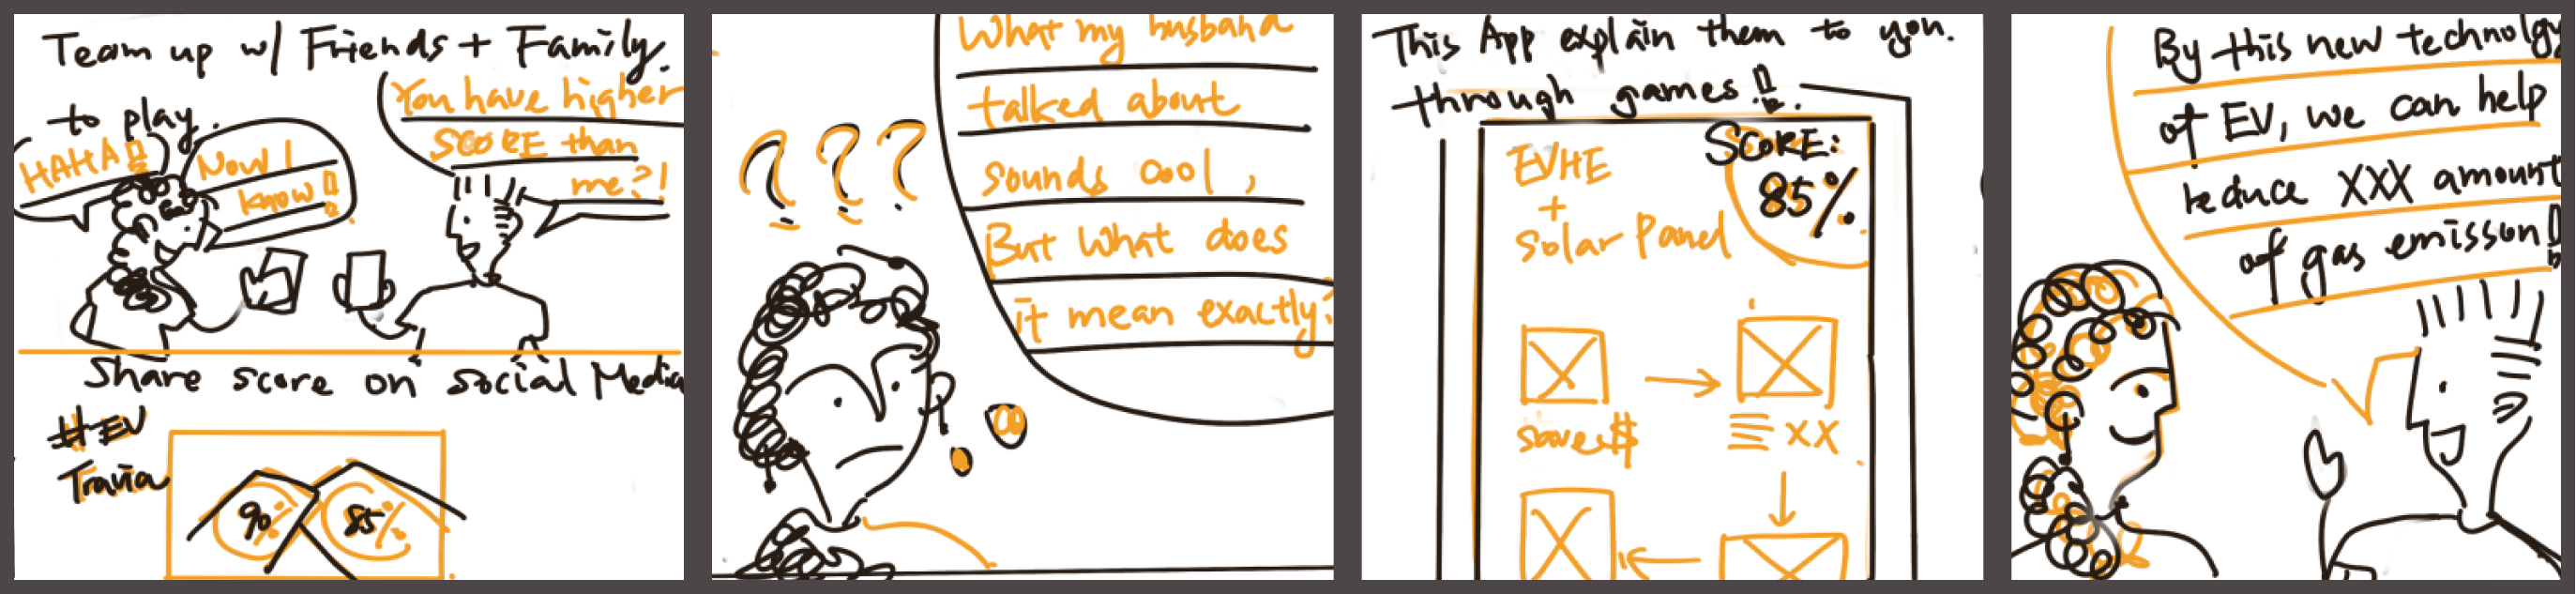 Team up w/ Friends + Family.
to play.
HAHA!!
Now I
know!!
You have higher
SCORE than
me?!
Share score on Social Media
#EV
Travia
90%
85%
???
What my husband
talked about
sounds cool,
But what does
it mean exactly?
This App explain them to you.
through games!!.
SCORE:
85%
EVHE
+
Solar Panel
save $
XX
By this new technolgy
of EV, we can help
reduce XXX amount
of gas emisson!!